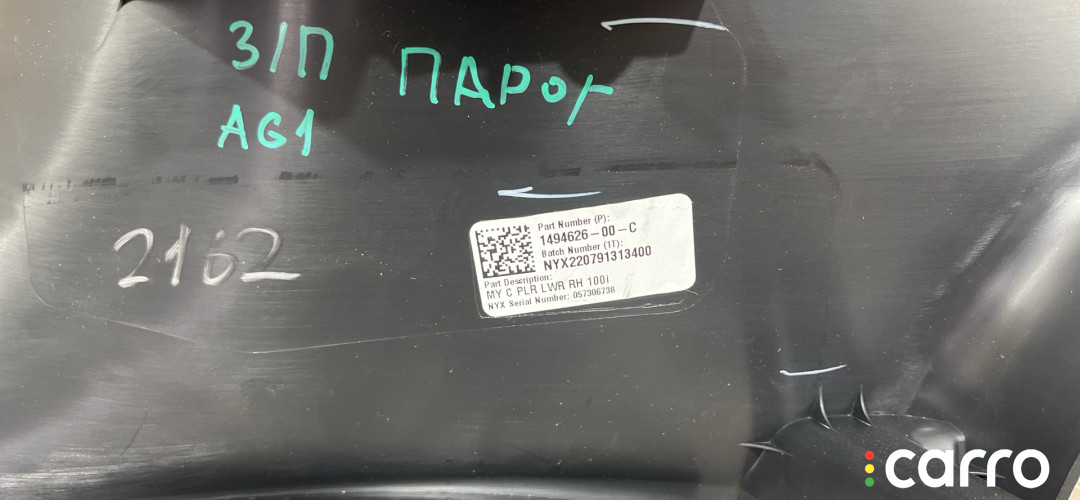 З/П ПАРОГ
AG1
2162
Part Number (P):
1494626-00-C
Batch Number (1T):
NYX220791313400
Part Description:
MY C PLR LWR RH 100i
NYX Serial Number: 057306738
carro